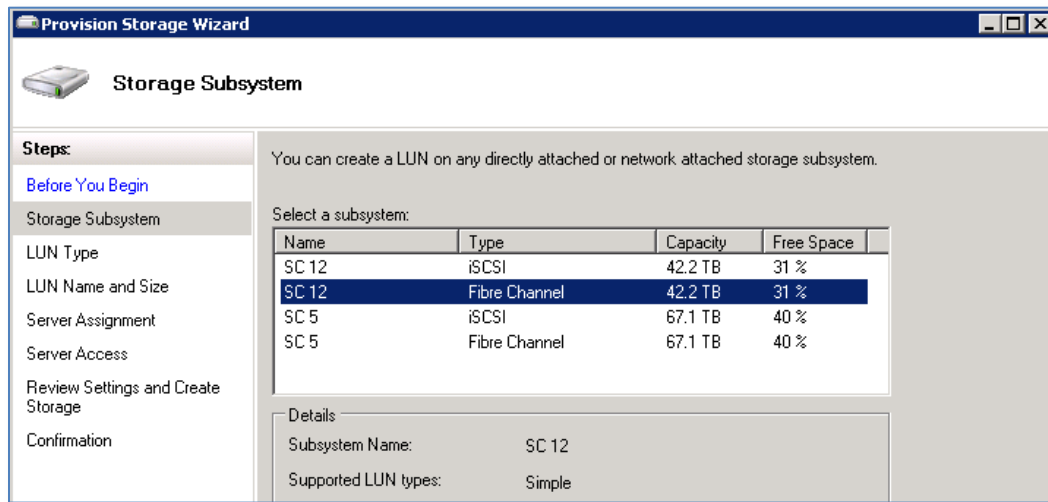 Provision Storage Wizard
Storage Subsystem
Steps:
Before You Begin
Storage Subsystem
LUN Type
LUN Name and Size
Server Assignment
Server Access
Review Settings and Create
Storage
Confirmation
You can create a LUN on any directly attached or network attached storage subsystem.
Select a subsystem:
Name Type Capacity Free Space
SC 12 iSCSI 42.2 TB 31 %
SC 12 Fibre Channel 42.2 TB 31 %
SC 5 iSCSI 67.1 TB 40 %
SC 5 Fibre Channel 67.1 TB 40 %
Details
Subsystem Name: SC 12
Supported LUN types: Simple